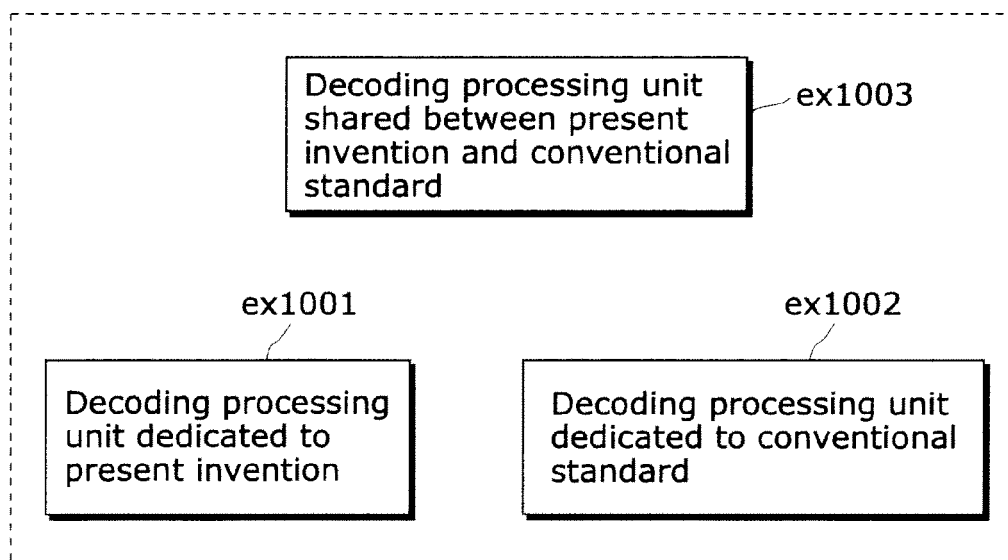 Decoding processing unit
shared between present
invention and conventional
standard
ex1003
ex1001
ex1002
Decoding processing
unit dedicated to
present invention
Decoding processing unit
dedicated to conventional
standard